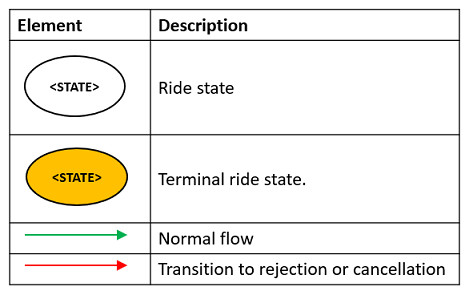 Element Description
<STATE> Ride state
<STATE> Terminal ride state.
Normal flow
Transition to rejection or cancellation